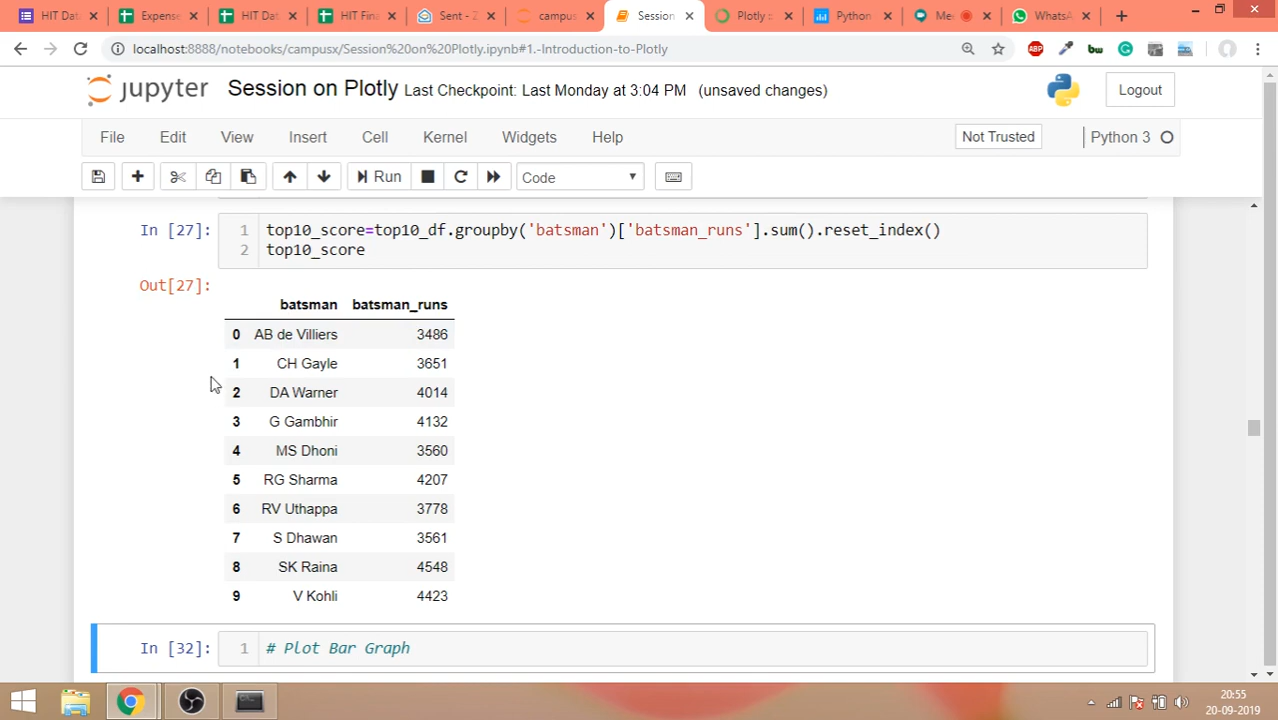 HIT Data
Expense
HIT Dat
HIT Fina
Sent - Z
campus
Session
Plotly
Python
Me
WhatsA
localhost:8888/notebooks/campusx/Session%20on%20Plotly.ipynb#1.-Introduction-to-Plotly
ABP
bw
jupyter
Session on Plotly
Last Checkpoint: Last Monday at 3:04 PM (unsaved changes)
Logout
File
Edit
View
Insert
Cell
Kernel
Widgets
Help
Not Trusted
Python 3
Run
Code
In [27]:
1 top10_score=top10_df.groupby('batsman')['batsman_runs'].sum().reset_index()
2 top10_score
Out[27]:
batsman batsman_runs
0 AB de Villiers 3486
1 CH Gayle 3651
2 DA Warner 4014
3 G Gambhir 4132
4 MS Dhoni 3560
5 RG Sharma 4207
6 RV Uthappa 3778
7 S Dhawan 3561
8 SK Raina 4548
9 V Kohli 4423
In [32]:
1 # Plot Bar Graph
20:55
20-09-2019